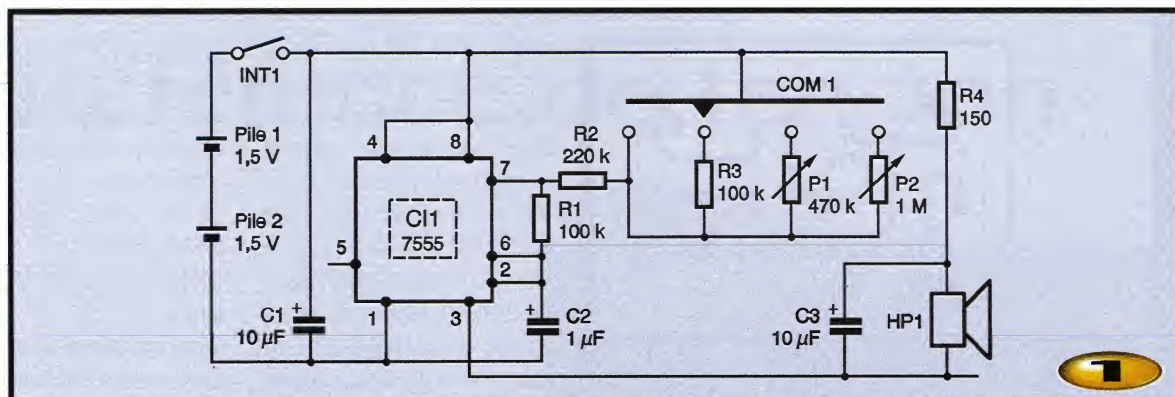 INT1
COM 1
R4
150
Pile 1
1,5 V
4
8
R2
220 k
7
R3
100 k
P1
470 k
P2
1 M
CI1
7555
R1
100 k
Pile 2
1,5 V
5
6
2
C1
+
10 µF
1
3
+
C2
1 µF
C3
+
10 µF
HP1
1